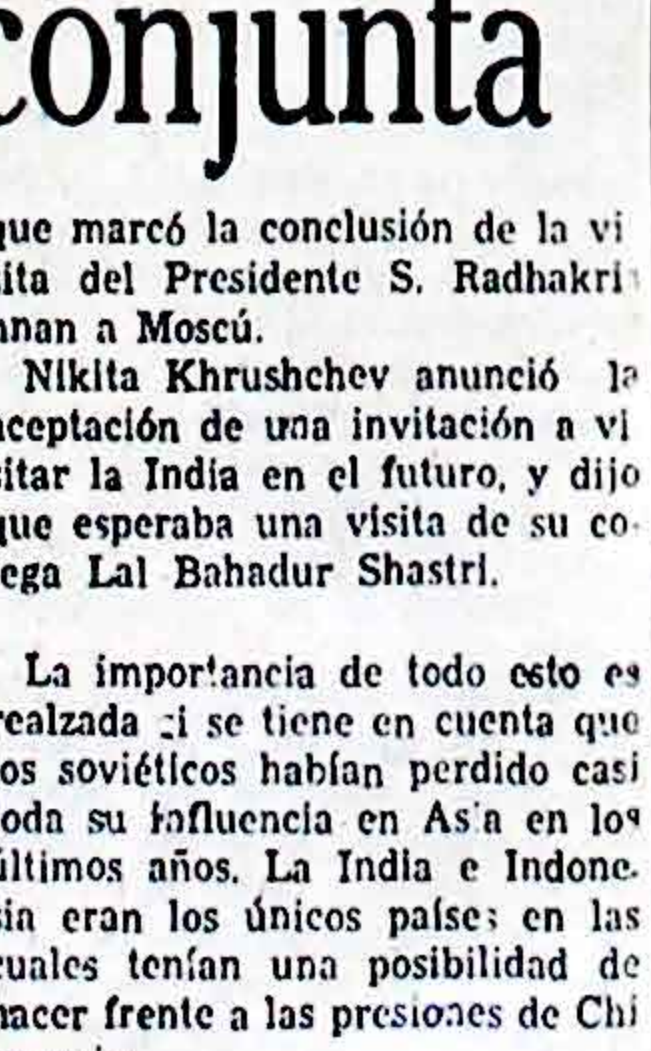 conjunta
que marcó la conclusión de la vi
ita del Presidente S. Radhakri
nnan a Moscú.
Nikita Khrushchev anunció la
aceptación de una invitación a vi
sitar la India en el futuro, y dijo
que esperaba una visita de su co-
lega Lal Bahadur Shastri.
La importancia de todo esto es
realzada si se tiene en cuenta que
los soviéticos habían perdido casi
toda su influencia en Asia en los
últimos años. La India e Indone-
sia eran los únicos países en las
cuales tenían una posibilidad de
hacer frente a las presiones de Chi